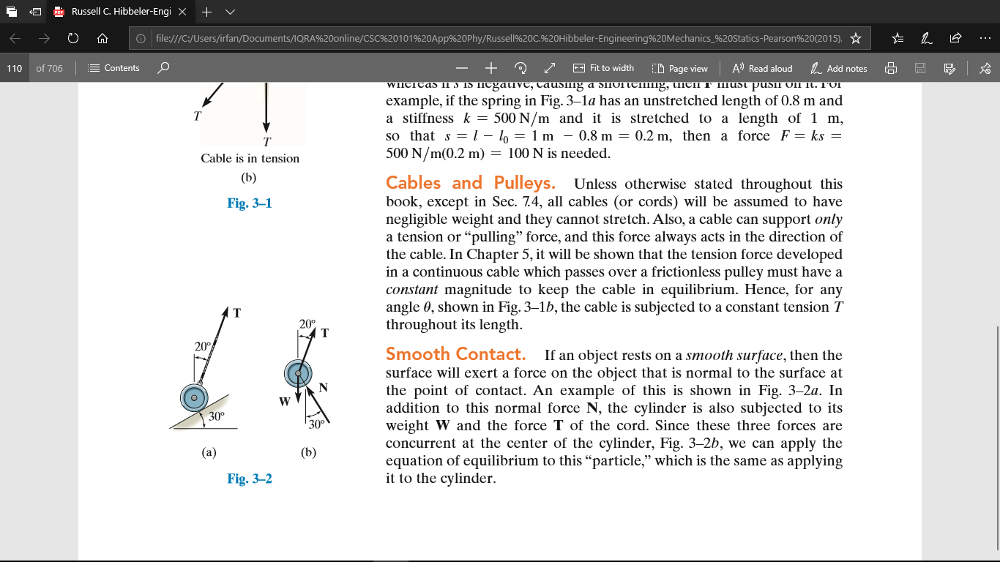 Russell C. Hibbeler-Engi
file:///C:/Users/irfan/Documents/IQRA%20online/CSC%20101%20App%20Phy/Russell%20C.%20Hibbeler-Engineering%20Mechanics_%20Statics-Pearson%20(2015).
110 of 706 Contents Fit to width Page view Read aloud Add notes
T
T
Cable is in tension
(b)
Fig. 3–1
T
20°
30°
(a)
20°
T
N
W
30°
(b)
Fig. 3–2
whereas if s is negative, causing a shortening, then F must push on it. For
example, if the spring in Fig. 3–1a has an unstretched length of 0.8 m and
a stiffness k = 500 N/m and it is stretched to a length of 1 m,
so that s = l − l0 = 1 m − 0.8 m = 0.2 m, then a force F = ks =
500 N/m(0.2 m) = 100 N is needed.
Cables and Pulleys. Unless otherwise stated throughout this
book, except in Sec. 7.4, all cables (or cords) will be assumed to have
negligible weight and they cannot stretch. Also, a cable can support only
a tension or “pulling” force, and this force always acts in the direction of
the cable. In Chapter 5, it will be shown that the tension force developed
in a continuous cable which passes over a frictionless pulley must have a
constant magnitude to keep the cable in equilibrium. Hence, for any
angle θ, shown in Fig. 3–1b, the cable is subjected to a constant tension T
throughout its length.
Smooth Contact. If an object rests on a smooth surface, then the
surface will exert a force on the object that is normal to the surface at
the point of contact. An example of this is shown in Fig. 3–2a. In
addition to this normal force N, the cylinder is also subjected to its
weight W and the force T of the cord. Since these three forces are
concurrent at the center of the cylinder, Fig. 3–2b, we can apply the
equation of equilibrium to this “particle,” which is the same as applying
it to the cylinder.